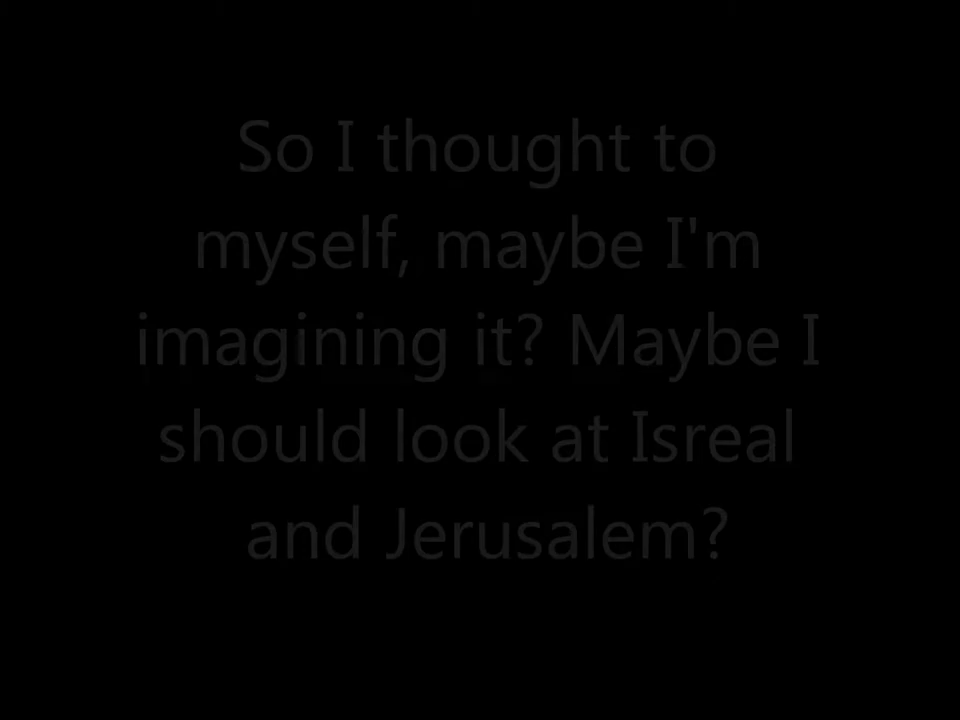 So I thought to
myself, maybe I'm
imagining it? Maybe I
should look at Isreal
and Jerusalem?